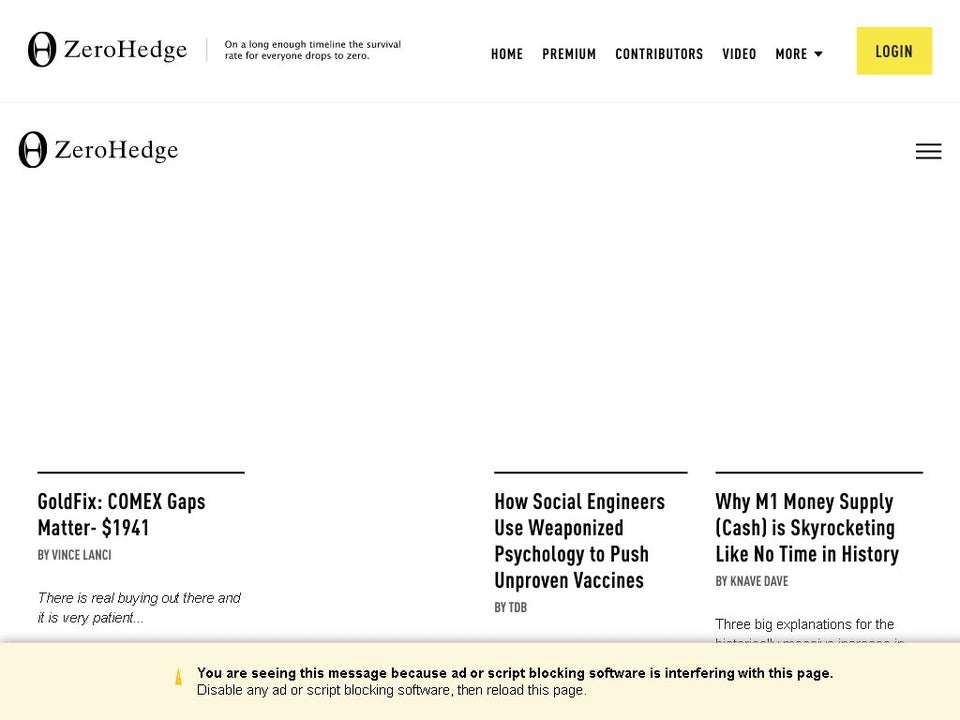 ZeroHedge
On a long enough timeline the survival
rate for everyone drops to zero.
HOME PREMIUM CONTRIBUTORS VIDEO MORE
LOGIN
ZeroHedge
GoldFix: COMEX Gaps
Matter- $1941
BY VINCE LANCI
There is real buying out there and
it is very patient...
How Social Engineers
Use Weaponized
Psychology to Push
Unproven Vaccines
BY TDB
Why M1 Money Supply
(Cash) is Skyrocketing
Like No Time in History
BY KNAVE DAVE
Three big explanations for the
historically massive increase in
You are seeing this message because ad or script blocking software is interfering with this page.
Disable any ad or script blocking software, then reload this page.